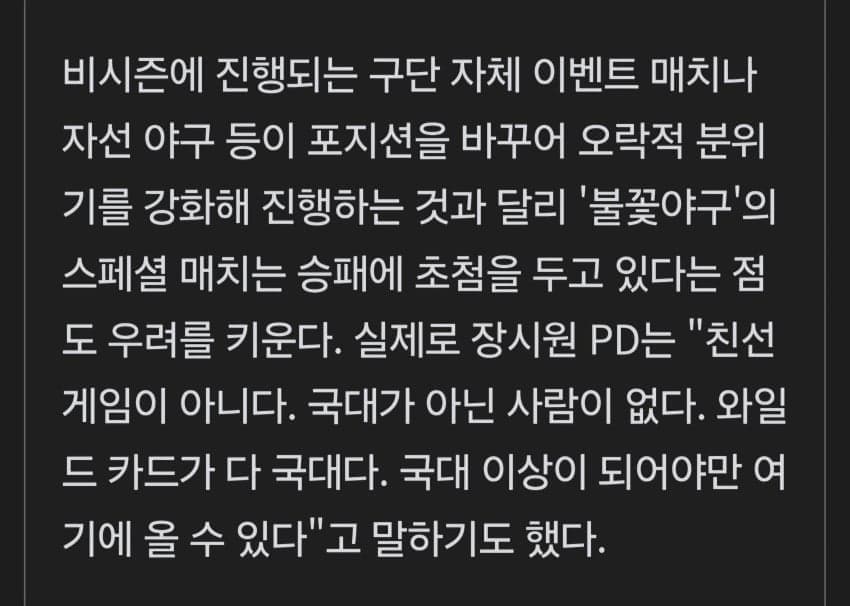 비시즌에 진행되는 구단 자체 이벤트 매치나
자선 야구 등이 포지션을 바꾸어 오락적 분위
기를 강화해 진행하는 것과 달리 '불꽃야구'의
스페셜 매치는 승패에 초첨을 두고 있다는 점
도 우려를 키운다. 실제로 장시원 PD는 "친선
게임이 아니다. 국대가 아닌 사람이 없다. 와일
드 카드가 다 국대다. 국대 이상이 되어야만 여
기에 올 수 있다"고 말하기도 했다.